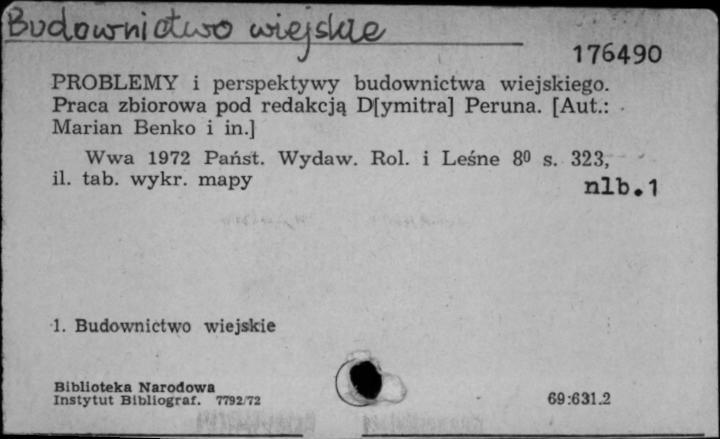 Budownictwo wiejskie
176490
PROBLEMY i perspektywy budownictwa wiejskiego.
Praca zbiorowa pod redakcją D[ymitra] Peruna. [Aut.:
Marian Benko i in.]
Wwa 1972 Państ. Wydaw. Rol. i Leśne 8⁰ s. 323,
il. tab. wykr. mapy
nlb.1
1. Budownictwo wiejskie
Biblioteka Narodowa
Instytut Bibliograf. 7792/72
69:631.2